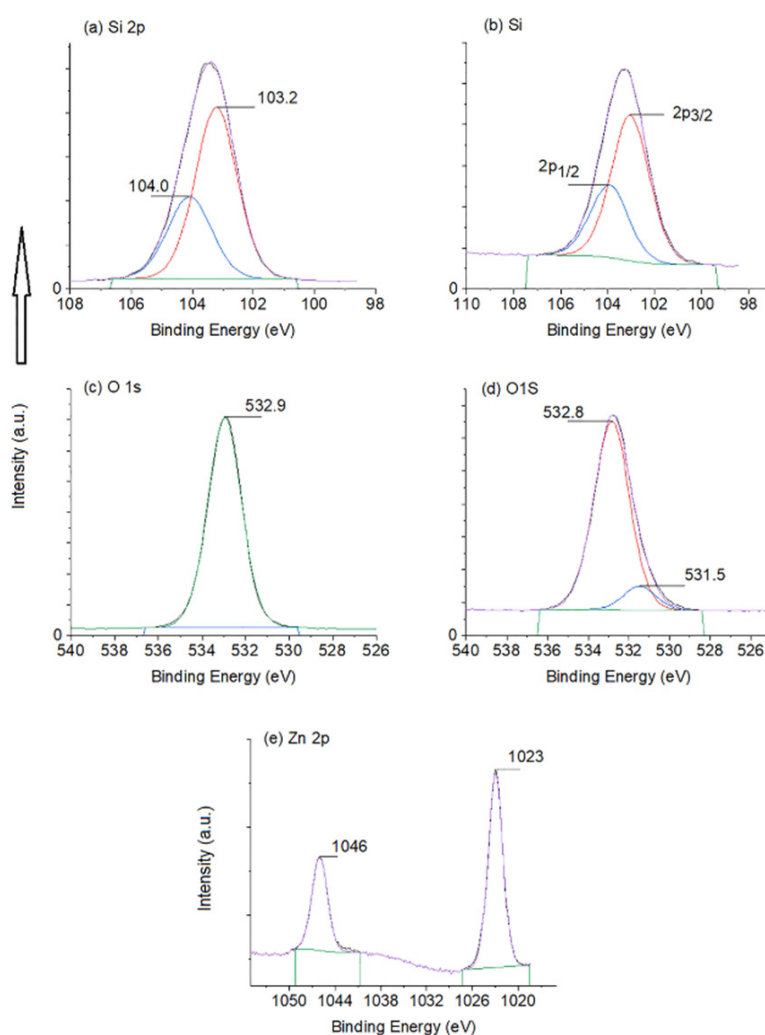 (a) Si 2p
103.2
104.0
0
108 106 104 102 100 98
Binding Energy (eV)
(b) Si
2p3/2
2p1/2
0
110 108 106 104 102 100 98
Binding Energy (eV)
Intensity (a.u.)
(c) O 1s
532.9
0
540 538 536 534 532 530 528 526
Binding Energy (eV)
(d) O1S
532.8
531.5
0
540 538 536 534 532 530 528 526
Binding Energy (eV)
(e) Zn 2p
1023
1046
Intensity (a.u.)
1050 1044 1038 1032 1026 1020
Binding Energy (eV)